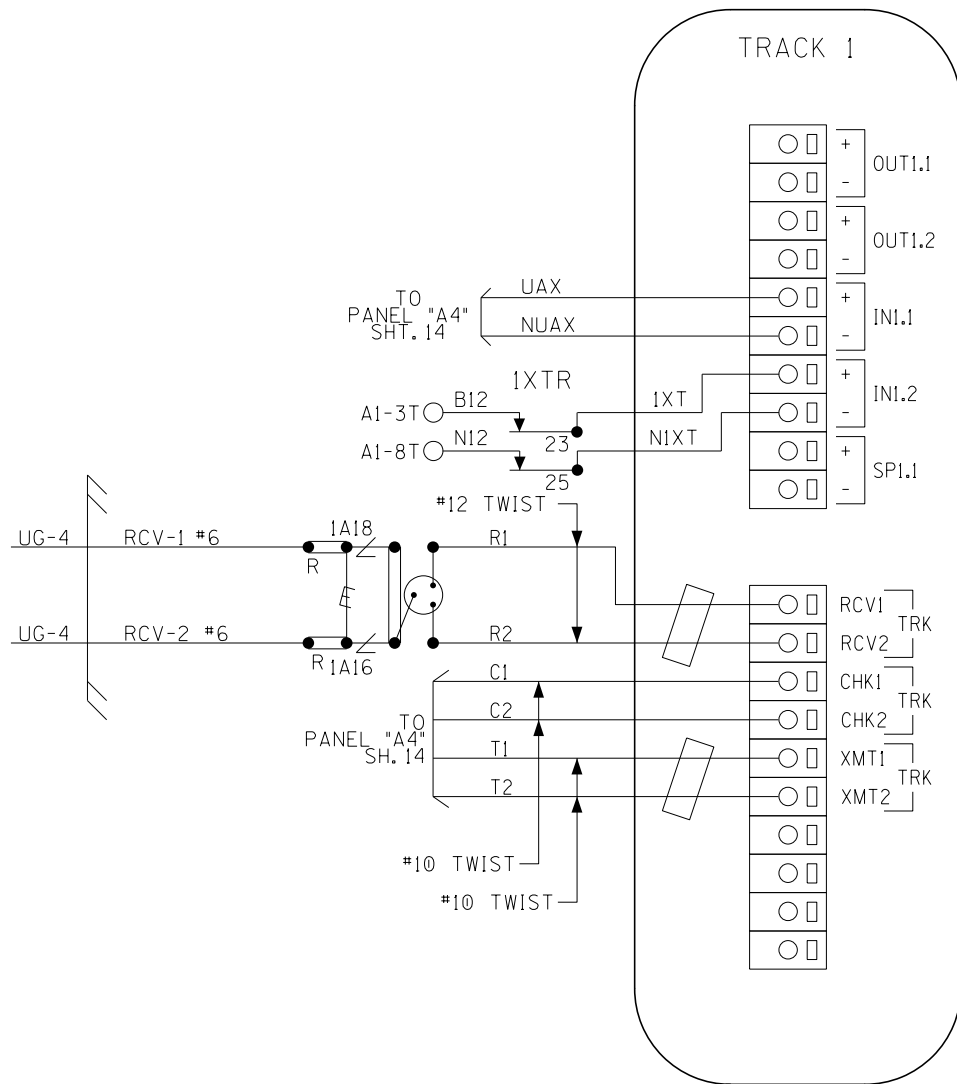 TRACK 1
+
OUT1.1
-
+
OUT1.2
-
UAX
+
TO
PANEL "A4"
SHT. 14
IN1.1
NUAX
-
1XTR
+
B12
1XT
IN1.2
A1-3T
23
-
N12
N1XT
A1-8T
+
25
SP1.1
-
#12 TWIST
UG-4
RCV-1 #6
1A18
R1
R
E
RCV1
TRK
UG-4
RCV-2 #6
R
1A16
R2
RCV2
C1
CHK1
TRK
C2
CHK2
TO
PANEL "A4"
SH. 14
T1
XMT1
TRK
T2
XMT2
#10 TWIST
#10 TWIST